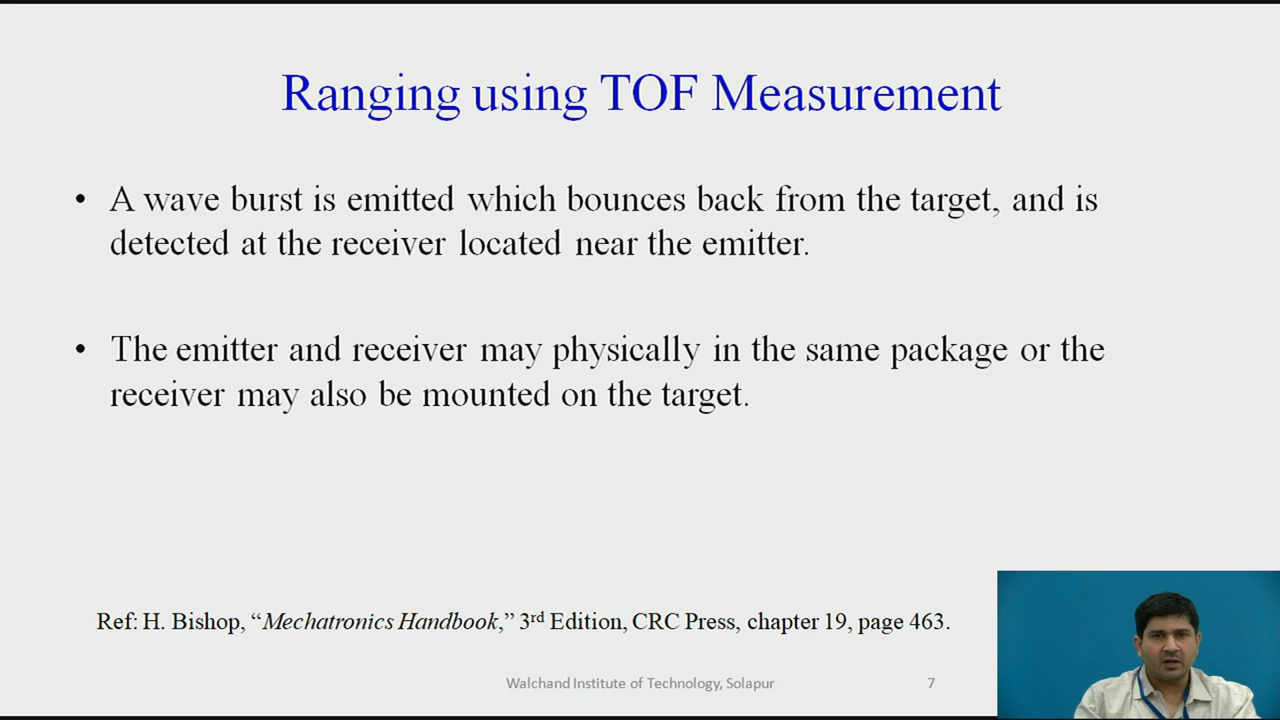 Ranging using TOF Measurement
• A wave burst is emitted which bounces back from the target, and is
detected at the receiver located near the emitter.
• The emitter and receiver may physically in the same package or the
receiver may also be mounted on the target.
Ref: H. Bishop, “Mechatronics Handbook,” 3rd Edition, CRC Press, chapter 19, page 463.
Walchand Institute of Technology, Solapur 7